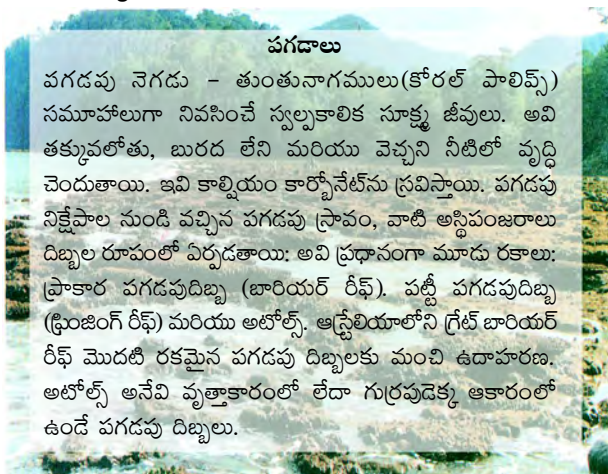 పగడాలు
పగడపు నెగడు – తుంతునాగములు(కోరల్ పాలిప్స్)
సమూహాలుగా నివసించే స్వల్పకాలిక సూక్ష్మ జీవులు. అవి
తక్కువలోతు, బురద లేని మరియు వెచ్చని నీటిలో వృద్ధి
చెందుతాయి. ఇవి కాల్షియం కార్బోనేట్‌ను స్రవిస్తాయి. పగడపు
నిక్షేపాల నుండి వచ్చిన పగడపు స్రావం, వాటి అస్థిపంజరాలు
దిబ్బల రూపంలో ఏర్పడతాయి: అవి ప్రధానంగా మూడు రకాలు:
ప్రాకార పగడపుదిబ్బ (బారియర్ రీఫ్). పట్టీ పగడపుదిబ్బ
(ఫ్రింజింగ్ రీఫ్) మరియు అటోల్స్. ఆస్ట్రేలియాలోని గ్రేట్ బారియర్
రీఫ్ మొదటి రకమైన పగడపు దిబ్బలకు మంచి ఉదాహరణ.
అటోల్స్ అనేవి వృత్తాకారంలో లేదా గుర్రపుడెక్క ఆకారంలో
ఉండే పగడపు దిబ్బలు.